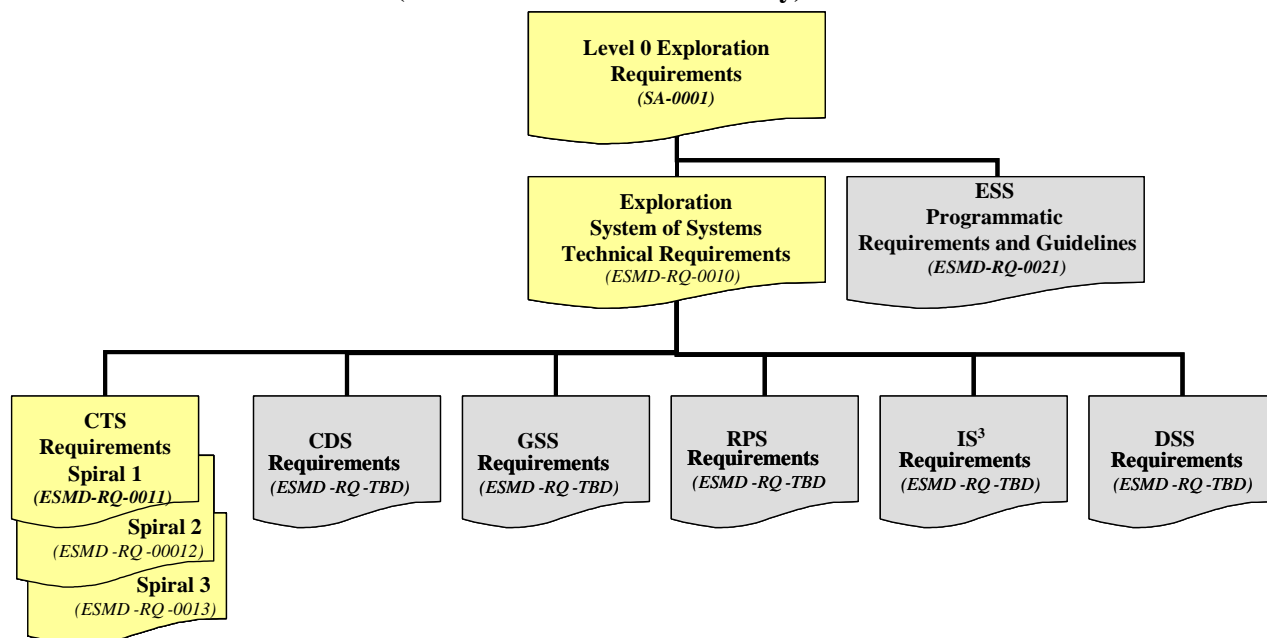 Level 0 Exploration
Requirements
(SA-0001)
Exploration
System of Systems
Technical Requirements
(ESMD-RQ-0010)
ESS
Programmatic
Requirements and Guidelines
(ESMD-RQ-0021)
CTS
Requirements
Spiral 1
(ESMD-RQ-0011)
Spiral 2
(ESMD -RQ -00012)
Spiral 3
(ESMD -RQ -0013)
CDS
Requirements
(ESMD -RQ -TBD)
GSS
Requirements
(ESMD -RQ -TBD)
RPS
Requirements
(ESMD -RQ -TBD
IS³
Requirements
(ESMD -RQ -TBD)
DSS
Requirements
(ESMD -RQ -TBD)